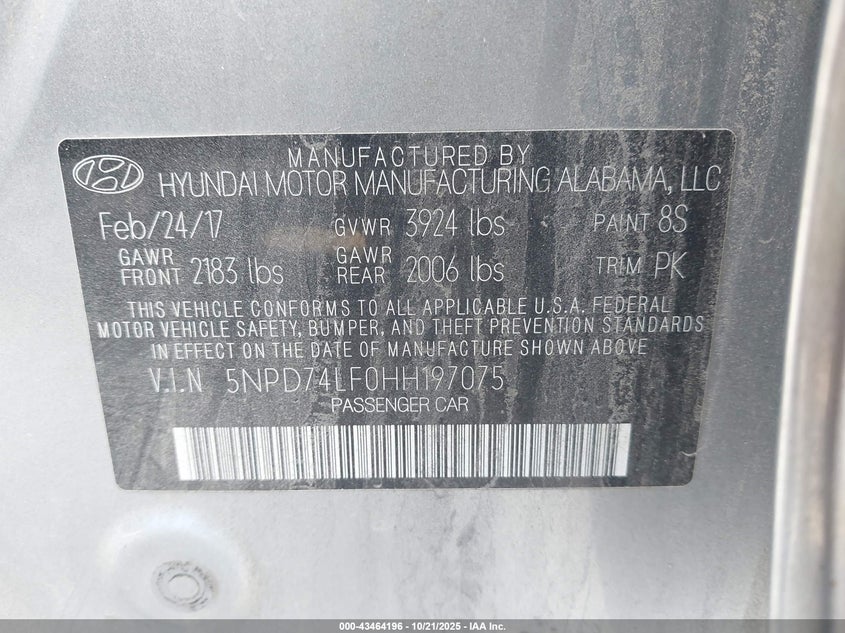 MANUFACTURED BY
HYUNDAI MOTOR MANUFACTURING ALABAMA, LLC
Feb/24/17 GVWR 3924 lbs PAINT 8S
GAWR FRONT 2183 lbs GAWR REAR 2006 lbs TRIM PK
THIS VEHICLE CONFORMS TO ALL APPLICABLE U.S.A. FEDERAL
MOTOR VEHICLE SAFETY, BUMPER, AND THEFT PREVENTION STANDARDS
IN EFFECT ON THE DATE OF MANUFACTURE SHOWN ABOVE
V.I.N 5NPD74LF0HH197075
PASSENGER CAR
000-43464196 - 10/21/2025 - IAA Inc.